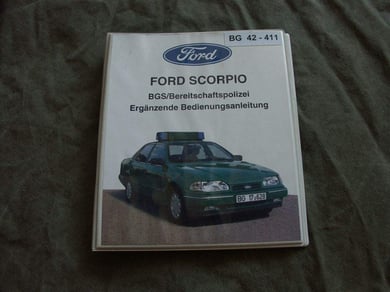 BG 42-411
Ford
FORD SCORPIO
BGS/Bereitschaftspolizei
Ergänzende Bedienungsanleitung